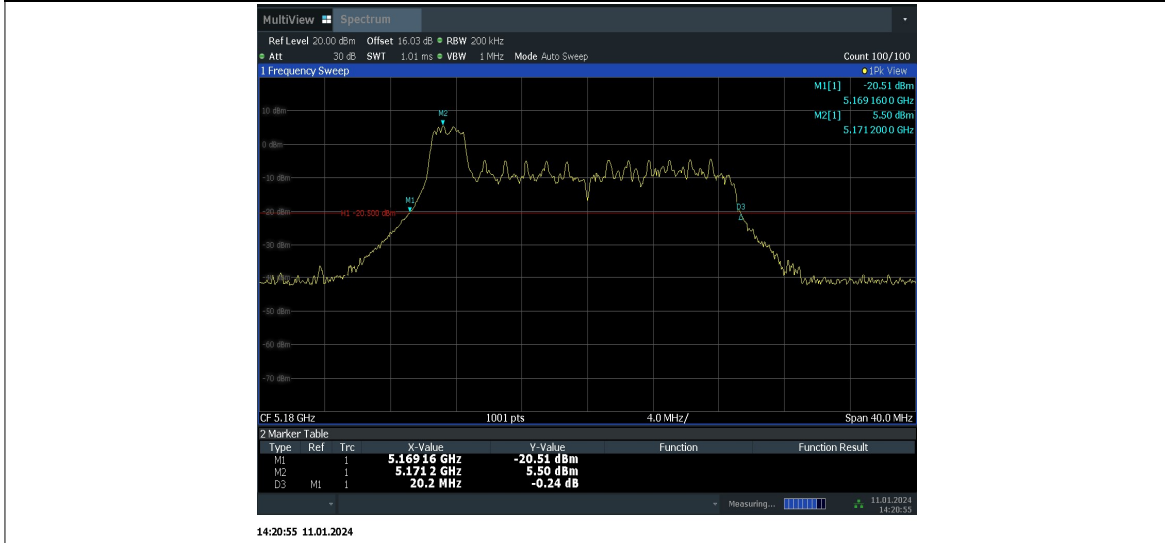 MultiView Spectrum
Ref Level 20.00 dBm Offset 16.03 dB RBW 200 kHz
Att 30 dB SWT 1.01 ms VBW 1 MHz Mode Auto Sweep Count 100/100
1 Frequency Sweep 1Pk View
M1[1] -20.51 dBm
5.169 160 0 GHz
M2[1] 5.50 dBm
5.171 200 0 GHz
10 dBm
M2
0 dBm
-10 dBm
M1
-20 dBm H1 -20.500 dBm D3
-30 dBm
-40 dBm
-50 dBm
-60 dBm
-70 dBm
CF 5.18 GHz 1001 pts 4.0 MHz/ Span 40.0 MHz
2 Marker Table
Type Ref Trc X-Value Y-Value Function Function Result
M1 1 5.169 16 GHz -20.51 dBm
M2 1 5.171 2 GHz 5.50 dBm
D3 M1 1 20.2 MHz -0.24 dB
Measuring... 11.01.2024
14:20:55
14:20:55 11.01.2024